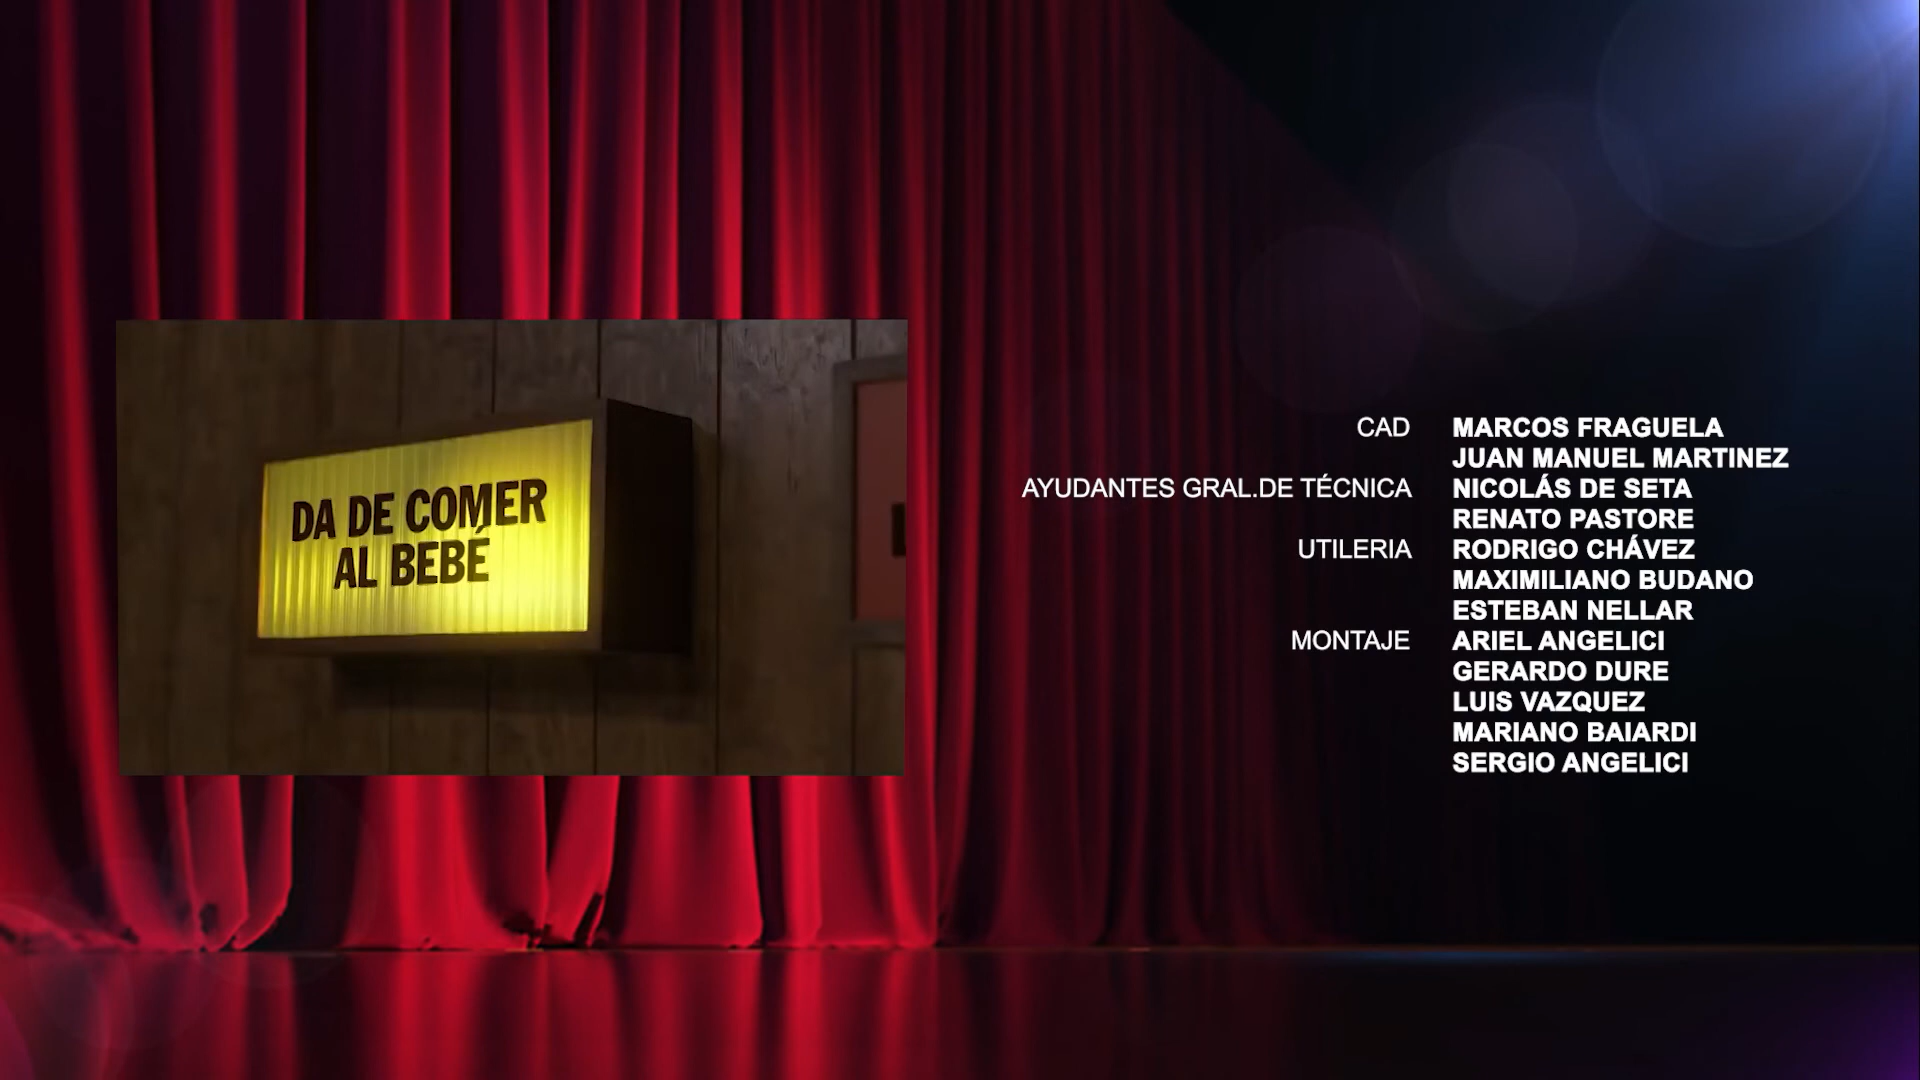 DA DE COMER
AL BEBÉ
CAD MARCOS FRAGUELA
JUAN MANUEL MARTINEZ
AYUDANTES GRAL.DE TÉCNICA NICOLÁS DE SETA
RENATO PASTORE
UTILERIA RODRIGO CHÁVEZ
MAXIMILIANO BUDANO
ESTEBAN NELLAR
MONTAJE ARIEL ANGELICI
GERARDO DURE
LUIS VAZQUEZ
MARIANO BAIARDI
SERGIO ANGELICI